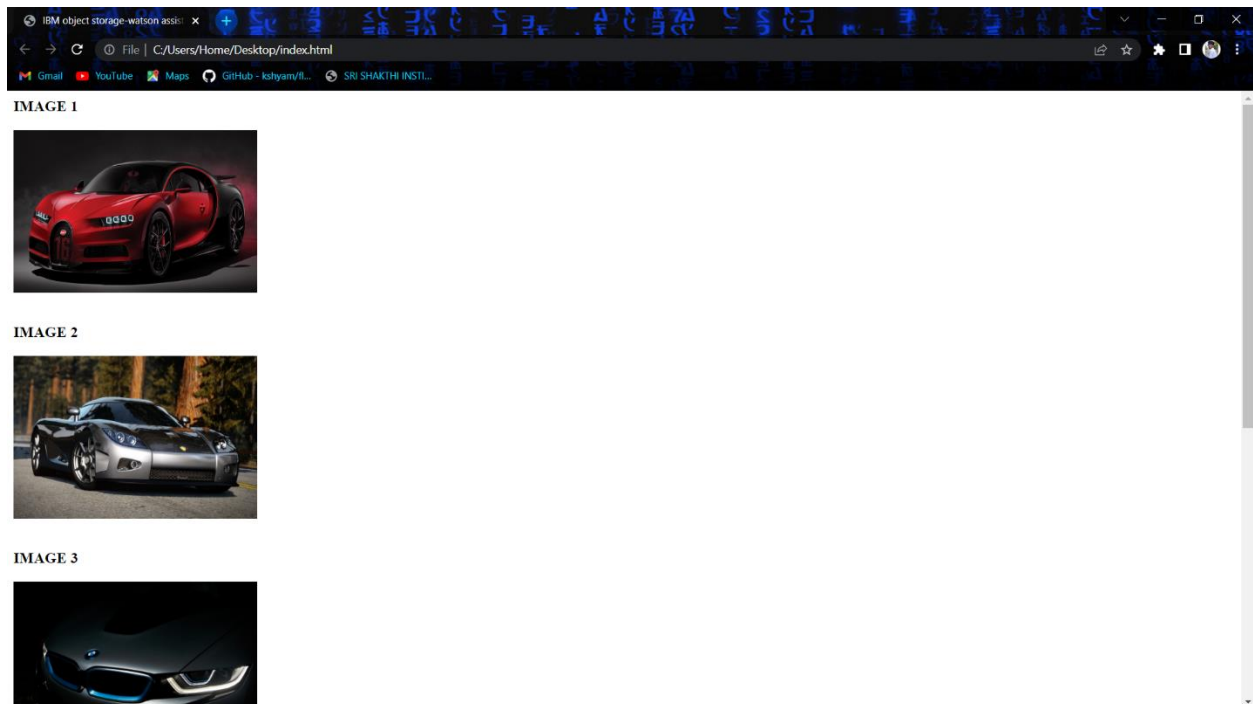 IBM object storage-watson assis
File | C:/Users/Home/Desktop/index.html
Gmail YouTube Maps GitHub - kshyam/fl... SRI SHAKTHI INSTI...
IMAGE 1
16
IMAGE 2
IMAGE 3